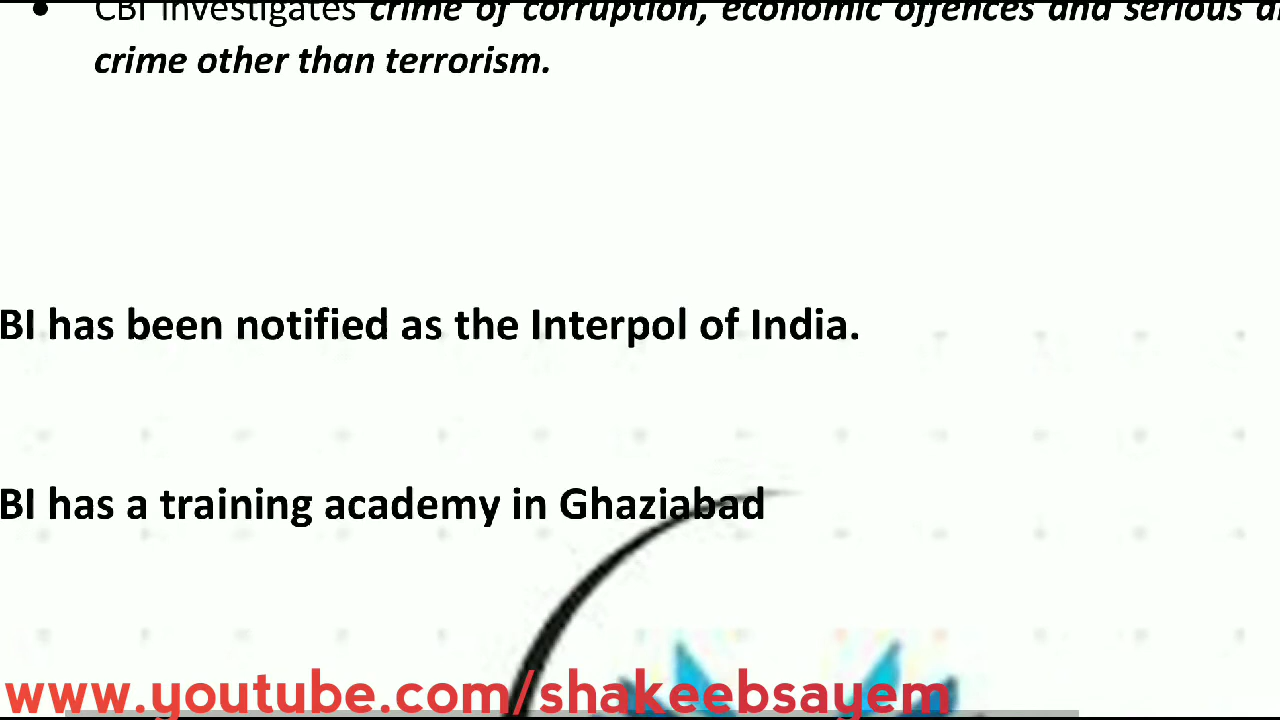 • CBI investigates crime of corruption, economic offences and serious
crime other than terrorism.
BI has been notified as the Interpol of India.
BI has a training academy in Ghaziabad
www.youtube.com/shakeebsayem